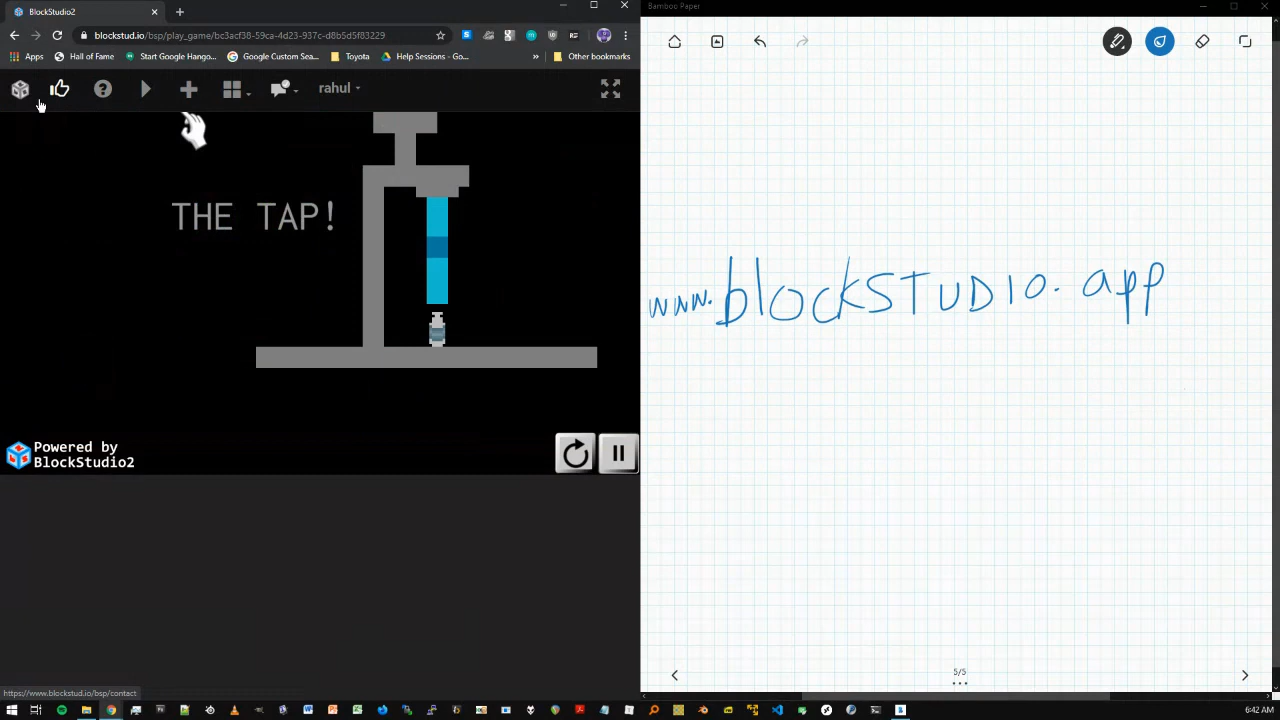 BlockStudio2
Bamboo Paper
blockstud.io/bsp/play_game/bc3acf38-59ca-4d23-337c-d8b5d5f83229
Apps
Hall of Fame
Start Google Hango...
Google Custom Sea...
Toyota
Help Sessions - Go...
»
Other bookmarks
rahul
THE TAP!
www.blockSTUDIO.app
Powered by
BlockStudio2
5/5
https://www.blockstud.io/bsp/contact
6:42 AM